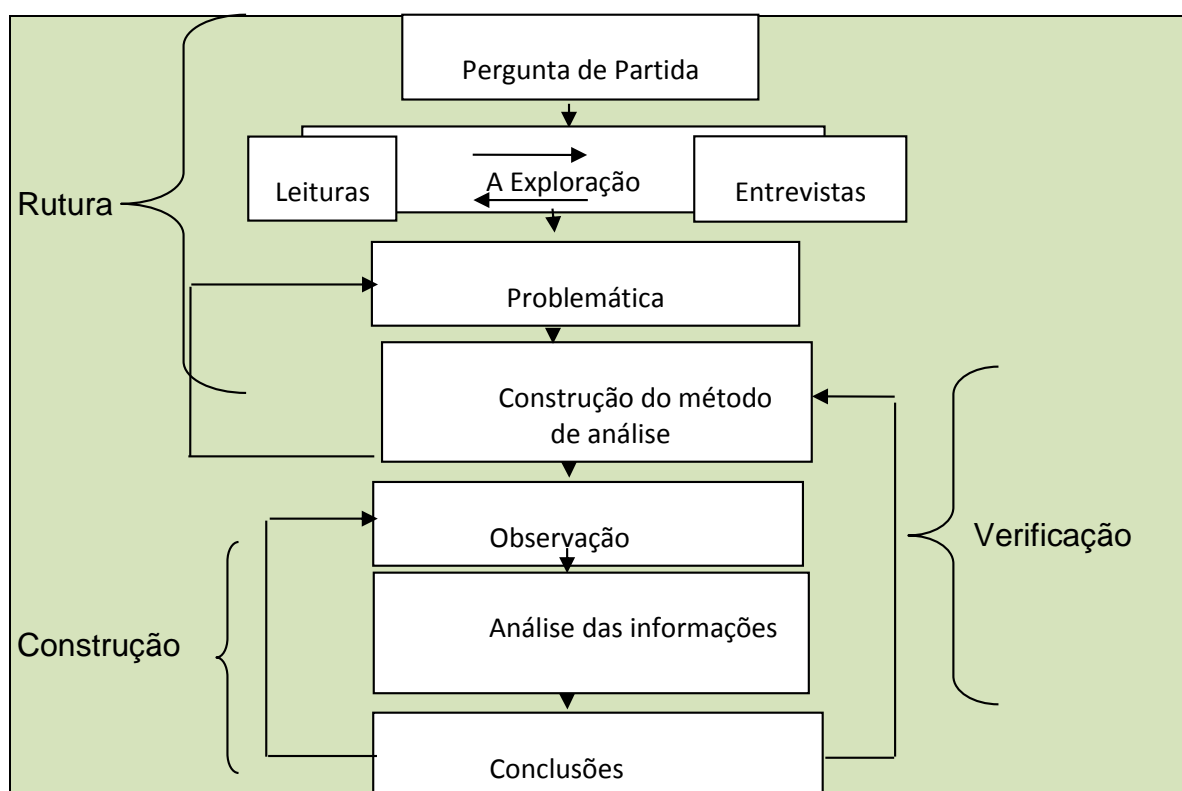 Pergunta de Partida
Leituras
A Exploração
Entrevistas
Rutura
Problemática
Construção do método
de análise
Observação
Verificação
Análise das informações
Construção
Conclusões